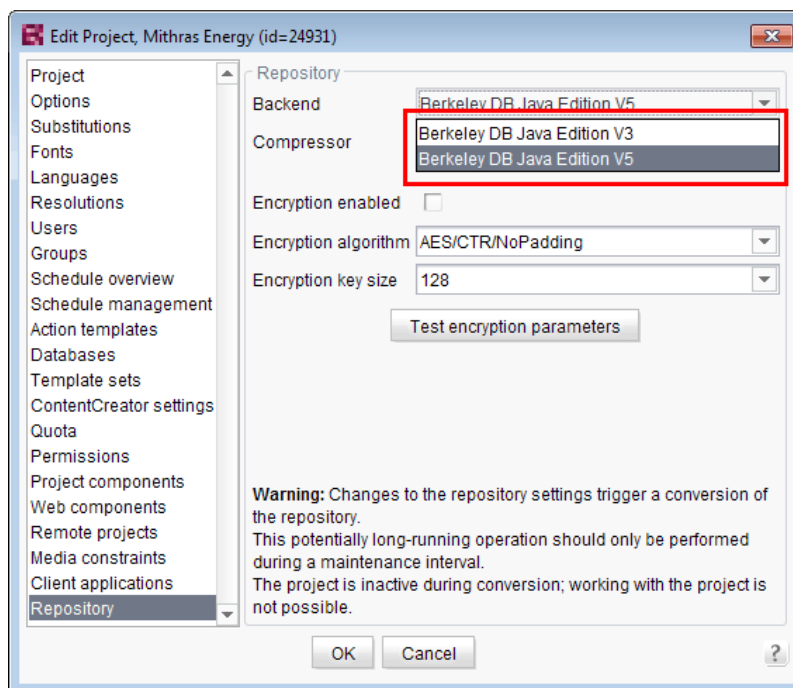 Edit Project, Mithras Energy (id=24931)
Project
Options
Substitutions
Fonts
Languages
Resolutions
Users
Groups
Schedule overview
Schedule management
Action templates
Databases
Template sets
ContentCreator settings
Quota
Permissions
Project components
Web components
Remote projects
Media constraints
Client applications
Repository
Repository
Backend Berkeley DB Java Edition V5
Berkeley DB Java Edition V3
Compressor
Berkeley DB Java Edition V5
Encryption enabled
Encryption algorithm AES/CTR/NoPadding
Encryption key size 128
Test encryption parameters
Warning: Changes to the repository settings trigger a conversion of
the repository.
This potentially long-running operation should only be performed
during a maintenance interval.
The project is inactive during conversion; working with the project is
not possible.
OK Cancel ?